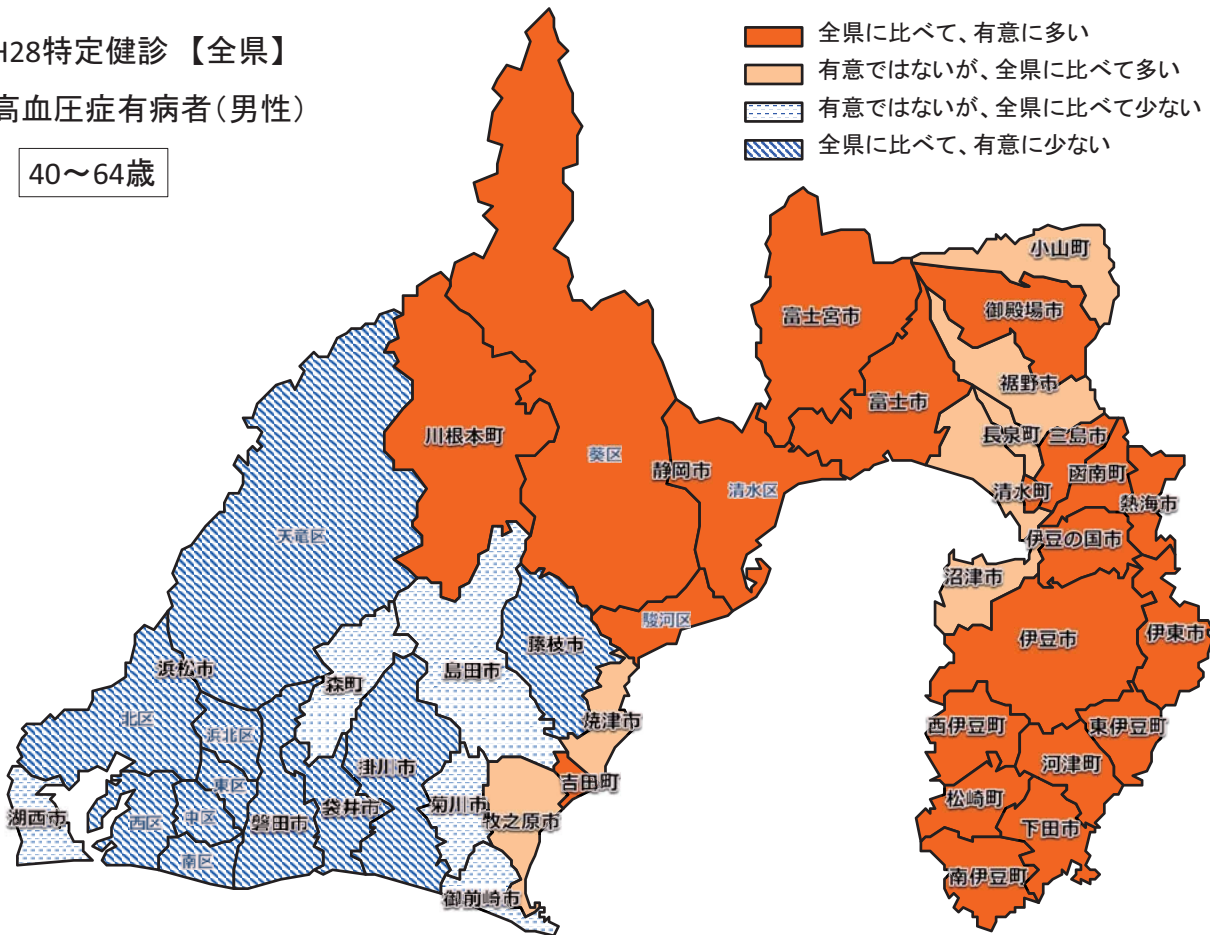 H28特定健診 【全県】
高血圧症有病者(男性)
40～64歳
全県に比べて、有意に多い
有意ではないが、全県に比べて多い
有意ではないが、全県に比べて少ない
全県に比べて、有意に少ない
小山町
御殿場市
富士宮市
裾野市
富士市
長泉町
三島市
川根本町
葵区
静岡市
函南町
清水区
清水町
熱海市
天竜区
伊豆の国市
沼津市
駿河区
伊豆市
伊東市
藤枝市
浜松市
島田市
森町
北区
焼津市
西伊豆町
東伊豆町
浜北区
掛川市
河津町
東区
吉田町
松崎町
湖西市
西区
中区
磐田市
袋井市
菊川市
牧之原市
下田市
南区
南伊豆町
御前崎市